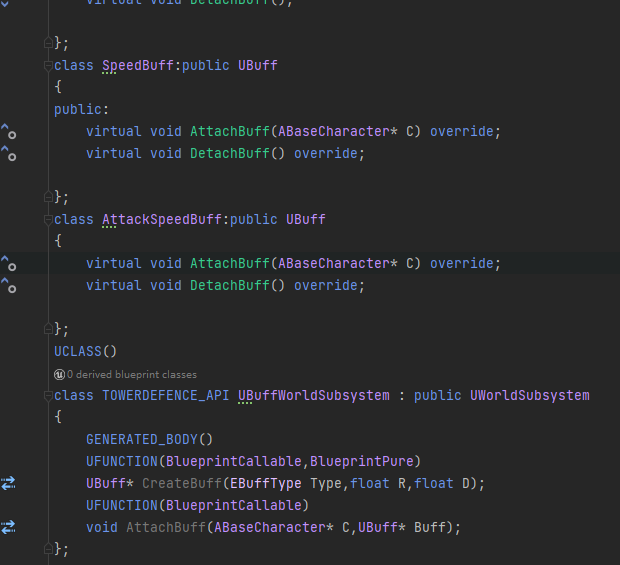 virtual void DetachBuff();
};
class SpeedBuff:public UBuff
{
public:
virtual void AttachBuff(ABaseCharacter* C) override;
virtual void DetachBuff() override;
};
class AttackSpeedBuff:public UBuff
{
virtual void AttachBuff(ABaseCharacter* C) override;
virtual void DetachBuff() override;
};
UCLASS()
0 derived blueprint classes
class TOWERDEFENCE_API UBuffWorldSubsystem : public UWorldSubsystem
{
GENERATED_BODY()
UFUNCTION(BlueprintCallable,BlueprintPure)
UBuff* CreateBuff(EBuffType Type,float R,float D);
UFUNCTION(BlueprintCallable)
void AttachBuff(ABaseCharacter* C,UBuff* Buff);
};